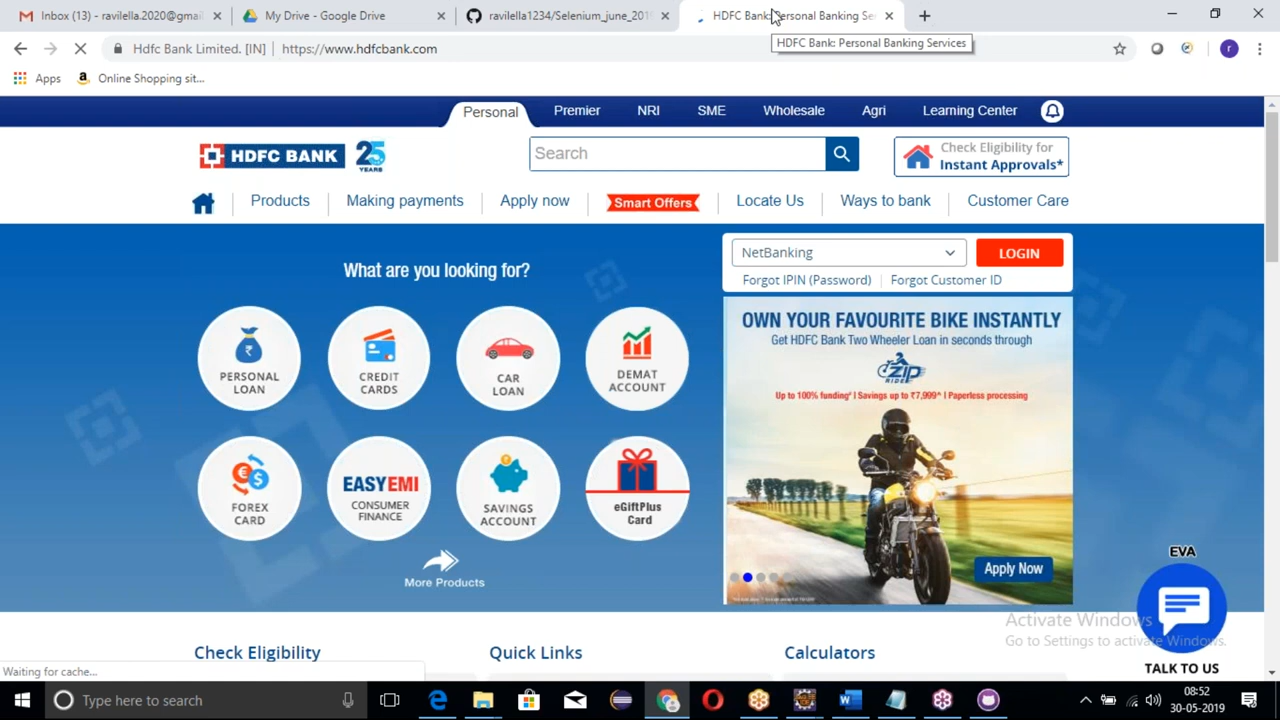 Inbox (13) - ravilella.2020@gmai
My Drive - Google Drive
ravilella1234/Selenium_june_201
HDFC Bank: Personal Banking Se
HDFC Bank: Personal Banking Services
Hdfc Bank Limited. [IN]
https://www.hdfcbank.com
r
Apps
Online Shopping sit...
Personal
Premier
NRI
SME
Wholesale
Agri
Learning Center
HDFC BANK
25
YEARS
Search
Check Eligibility for
Instant Approvals*
Products
Making payments
Apply now
Smart Offers
Locate Us
Ways to bank
Customer Care
What are you looking for?
NetBanking
LOGIN
Forgot IPIN (Password)
Forgot Customer ID
PERSONAL
LOAN
CREDIT
CARDS
CAR
LOAN
DEMAT
ACCOUNT
FOREX
CARD
EASYEMI
CONSUMER
FINANCE
SAVINGS
ACCOUNT
eGiftPlus
Card
More Products
OWN YOUR FAVOURITE BIKE INSTANTLY
Get HDFC Bank Two Wheeler Loan in seconds through
ZIP
RIDE
Up to 100% funding* | Savings up to ₹7,999^ | Paperless processing
Apply Now
EVA
TALK TO US
Activate Windows
Go to Settings to activate Windows.
Check Eligibility
Quick Links
Calculators
Waiting for cache...
Type here to search
08:52
30-05-2019